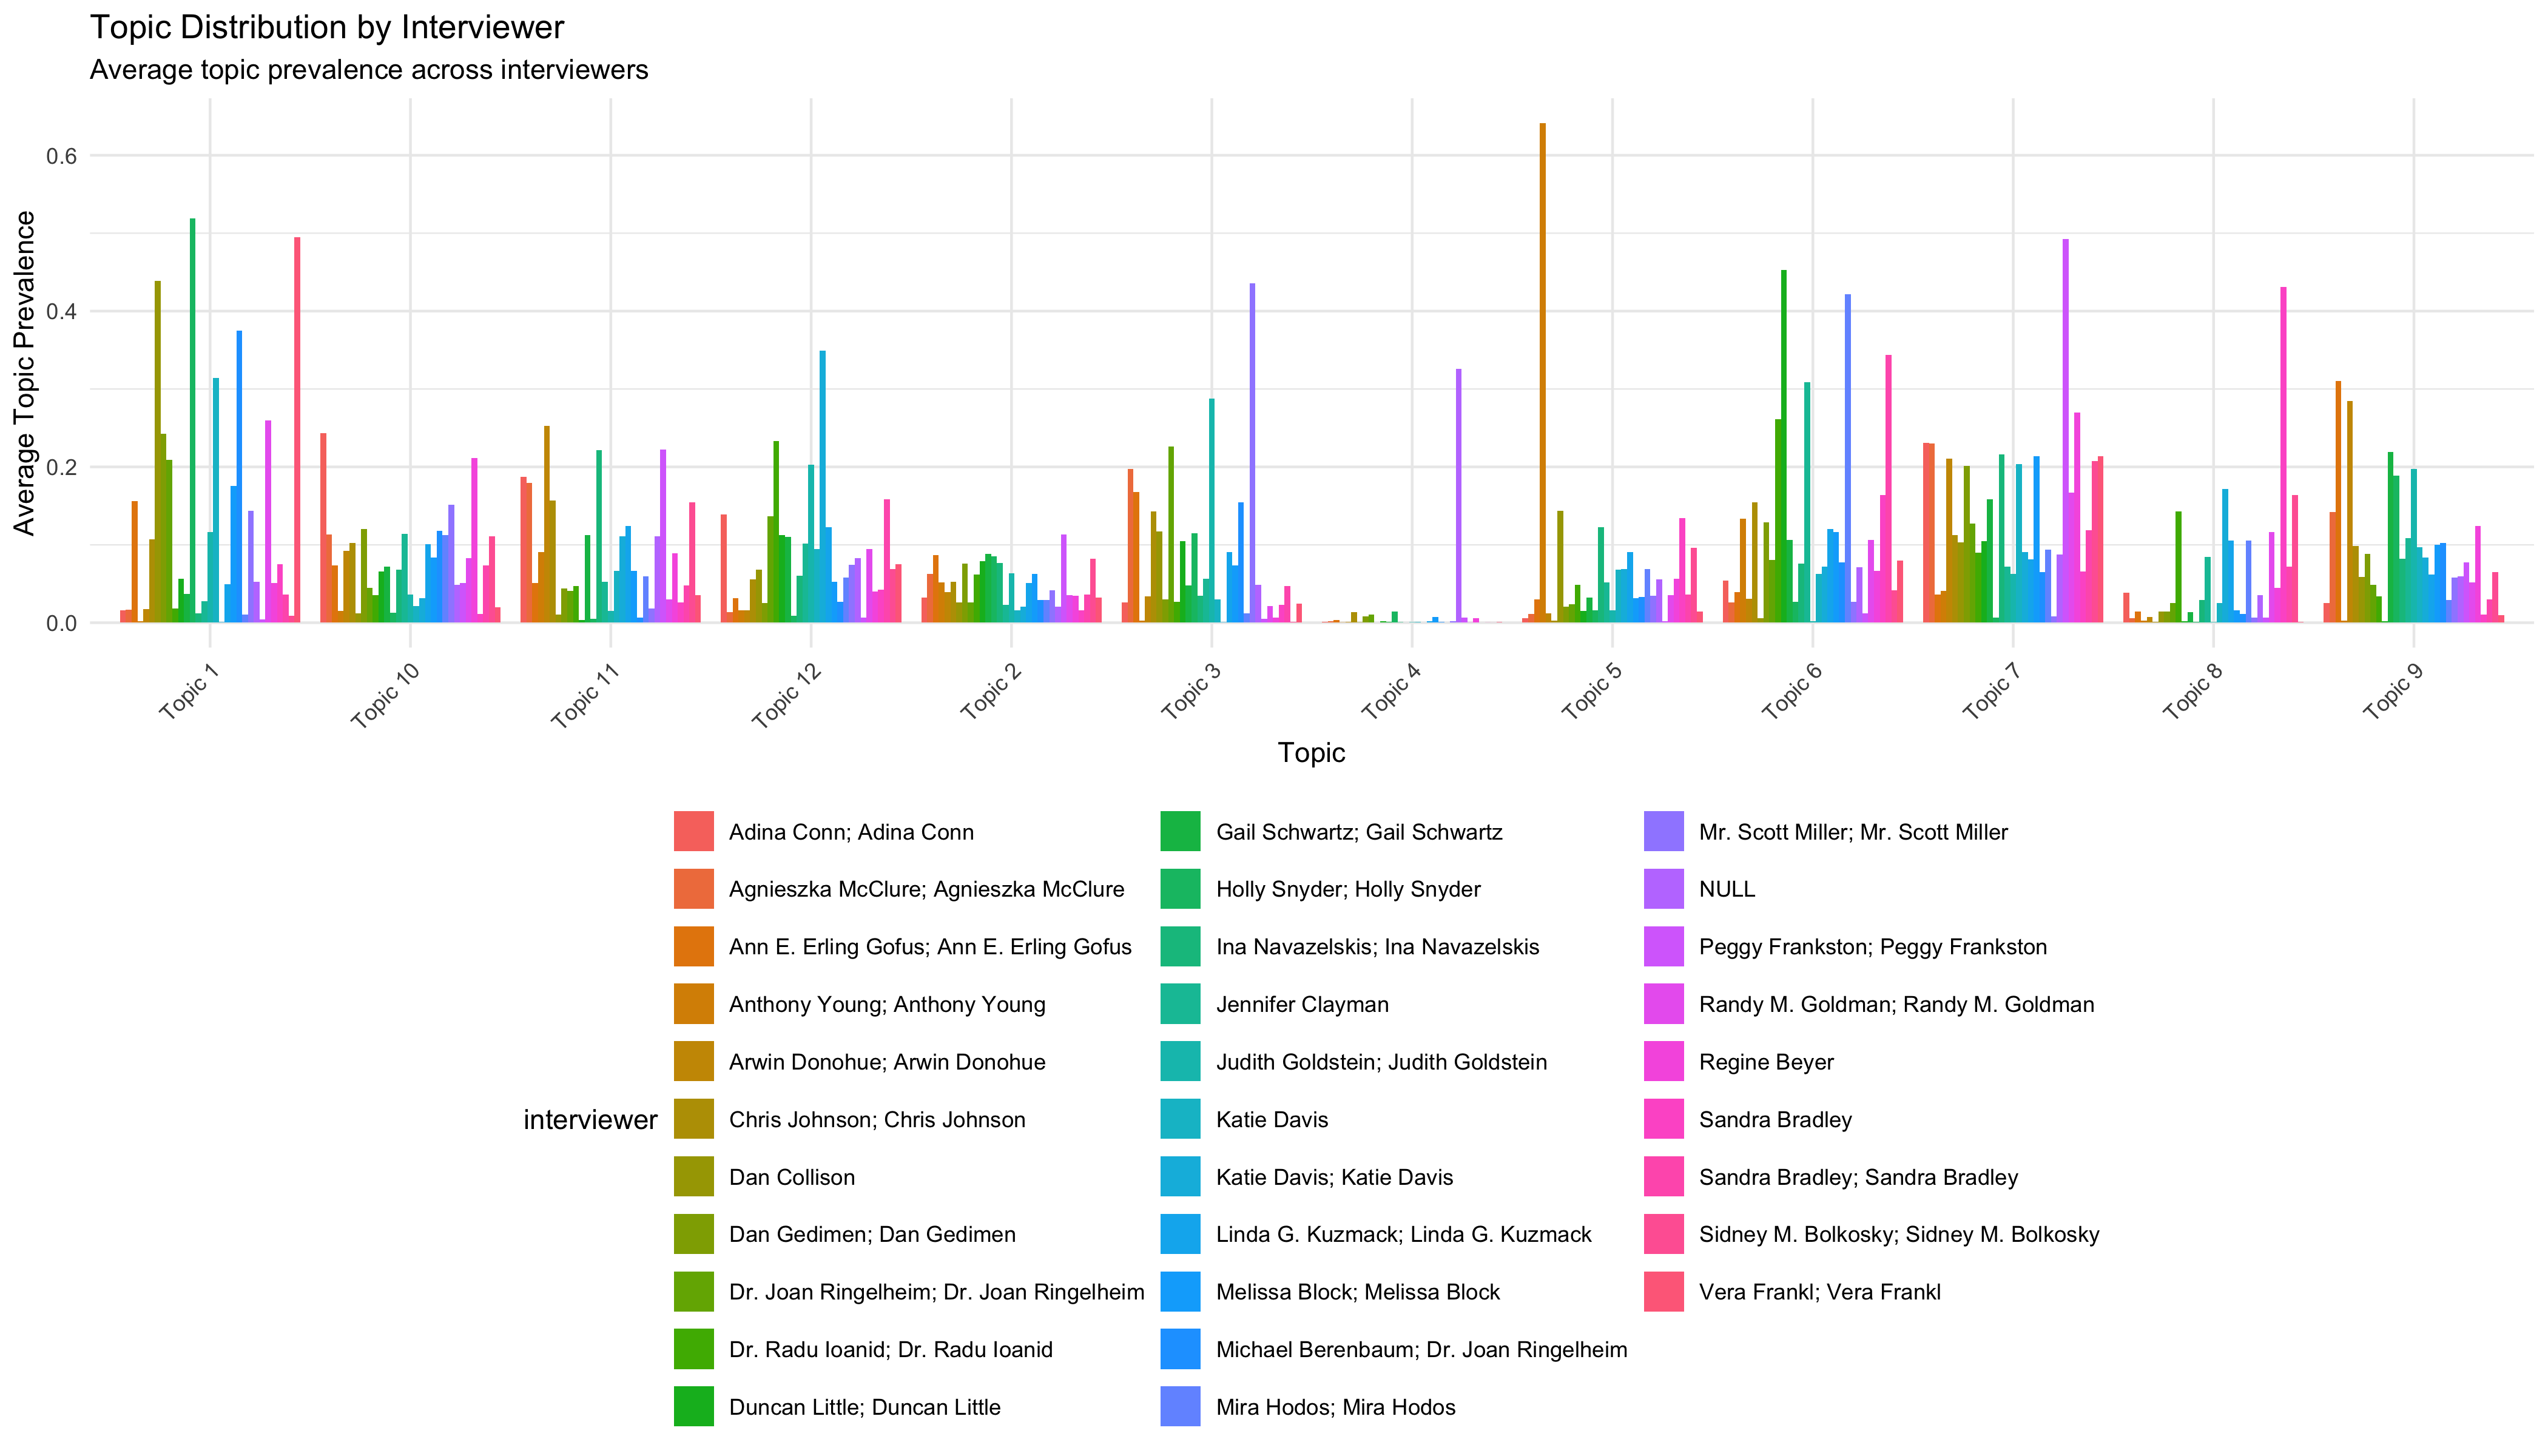 Topic Distribution by Interviewer
Average topic prevalence across interviewers
Average Topic Prevalence
0.6
0.4
0.2
0.0
Topic 1
Topic 10
Topic 11
Topic 12
Topic 2
Topic 3
Topic 4
Topic 5
Topic 6
Topic 7
Topic 8
Topic 9
Topic
interviewer
Adina Conn; Adina Conn
Agnieszka McClure; Agnieszka McClure
Ann E. Erling Gofus; Ann E. Erling Gofus
Anthony Young; Anthony Young
Arwin Donohue; Arwin Donohue
Chris Johnson; Chris Johnson
Dan Collison
Dan Gedimen; Dan Gedimen
Dr. Joan Ringelheim; Dr. Joan Ringelheim
Dr. Radu Ioanid; Dr. Radu Ioanid
Duncan Little; Duncan Little
Gail Schwartz; Gail Schwartz
Holly Snyder; Holly Snyder
Ina Navazelskis; Ina Navazelskis
Jennifer Clayman
Judith Goldstein; Judith Goldstein
Katie Davis
Katie Davis; Katie Davis
Linda G. Kuzmack; Linda G. Kuzmack
Melissa Block; Melissa Block
Michael Berenbaum; Dr. Joan Ringelheim
Mira Hodos; Mira Hodos
Mr. Scott Miller; Mr. Scott Miller
NULL
Peggy Frankston; Peggy Frankston
Randy M. Goldman; Randy M. Goldman
Regine Beyer
Sandra Bradley
Sandra Bradley; Sandra Bradley
Sidney M. Bolkosky; Sidney M. Bolkosky
Vera Frankl; Vera Frankl